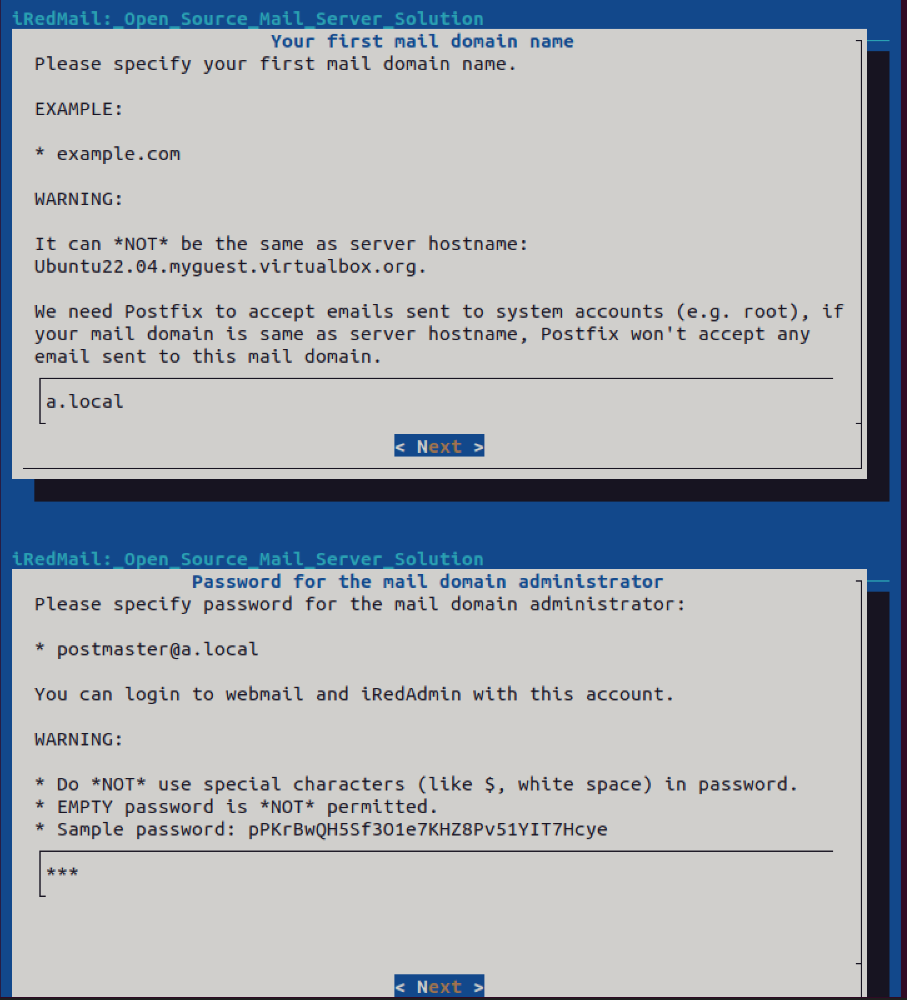 iRedMail:_Open_Source_Mail_Server_Solution
Your first mail domain name
Please specify your first mail domain name.
EXAMPLE:
* example.com
WARNING:
It can *NOT* be the same as server hostname:
Ubuntu22.04.myguest.virtualbox.org.
We need Postfix to accept emails sent to system accounts (e.g. root), if
your mail domain is same as server hostname, Postfix won't accept any
email sent to this mail domain.
a.local
< Next >
iRedMail:_Open_Source_Mail_Server_Solution
Password for the mail domain administrator
Please specify password for the mail domain administrator:
* postmaster@a.local
You can login to webmail and iRedAdmin with this account.
WARNING:
* Do *NOT* use special characters (like $, white space) in password.
* EMPTY password is *NOT* permitted.
* Sample password: pPKrBwQH5Sf3O1e7KHZ8Pv51YIT7Hcye
***
< Next >